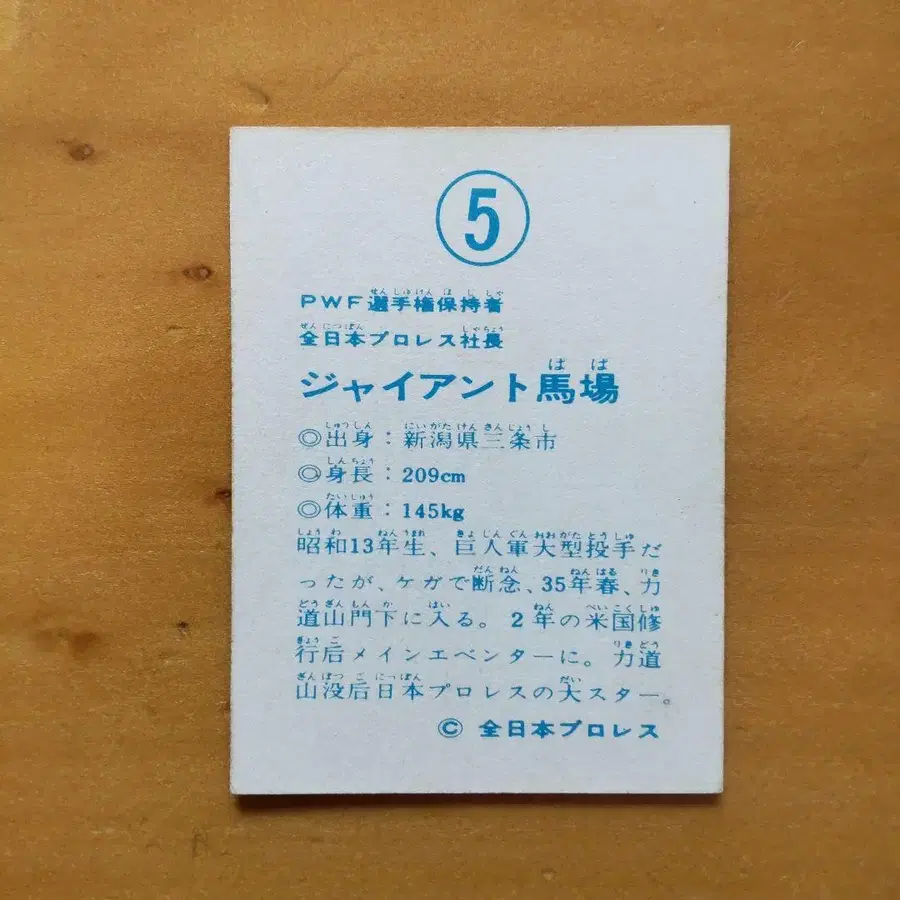 5
PWF選手権保持者
全日本プロレス社長
ジャイアント馬場
◎出身：新潟県三条市
◎身長：209cm
◎体重：145kg
昭和13年生、巨人軍大型投手だ
ったが、ケガで断念、35年春、力
道山門下に入る。2年の米国修
行后メインエベンターに。力道
山没后日本プロレスの大スター。
© 全日本プロレス